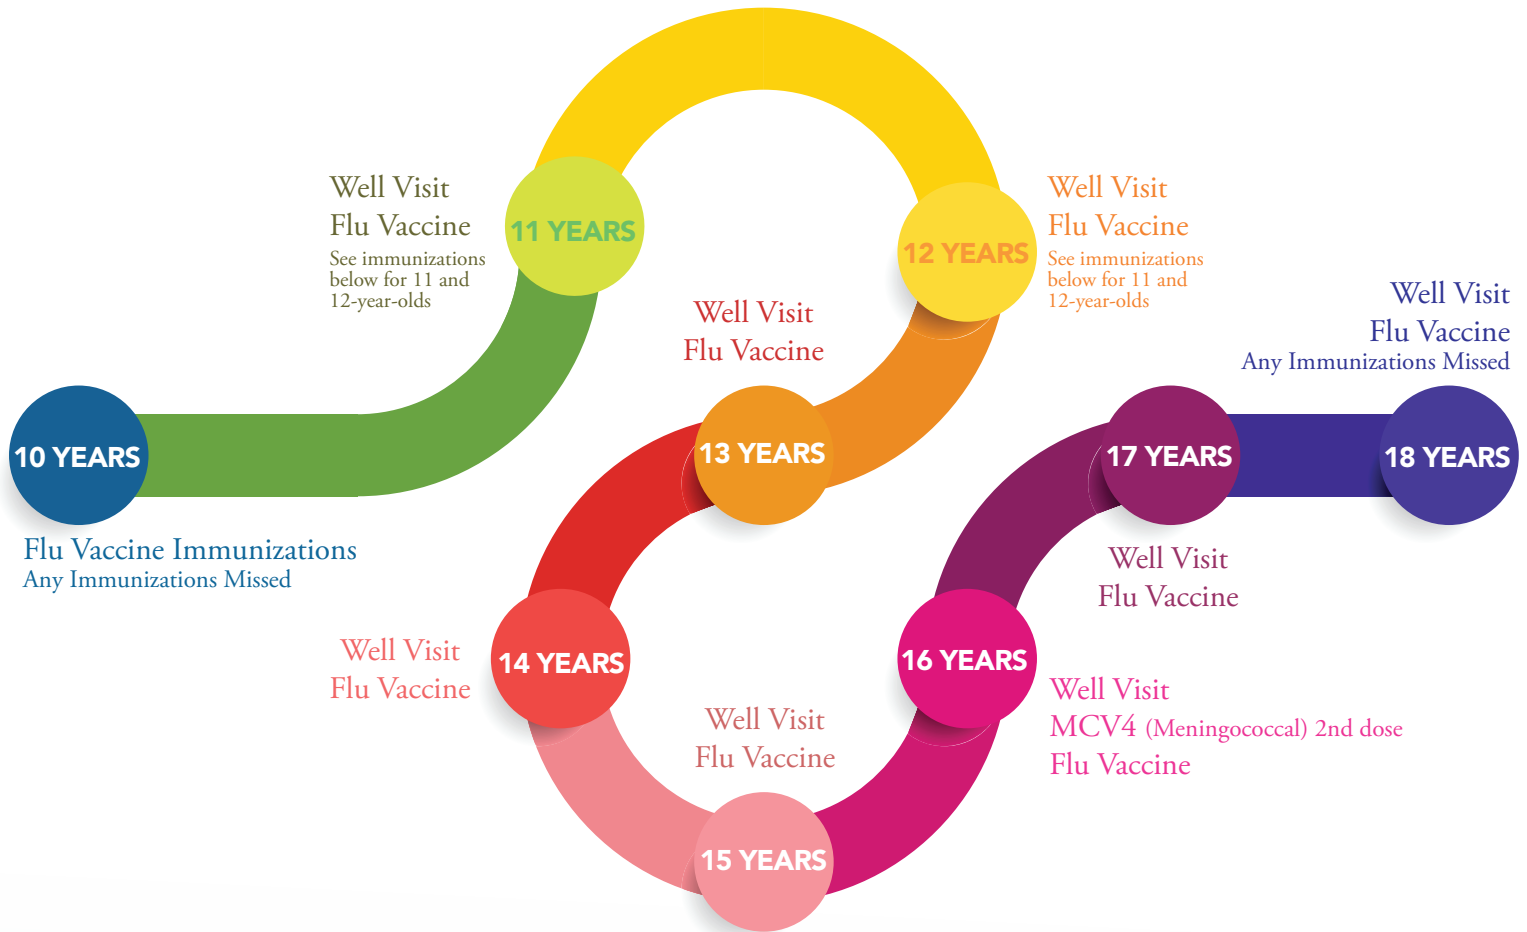 10 YEARS
Flu Vaccine Immunizations
Any Immunizations Missed
11 YEARS
Well Visit
Flu Vaccine
See immunizations
below for 11 and
12-year-olds
12 YEARS
Well Visit
Flu Vaccine
See immunizations
below for 11 and
12-year-olds
Well Visit
Flu Vaccine
13 YEARS
14 YEARS
Well Visit
Flu Vaccine
Well Visit
Flu Vaccine
15 YEARS
16 YEARS
Well Visit
MCV4 (Meningococcal) 2nd dose
Flu Vaccine
17 YEARS
Well Visit
Flu Vaccine
Well Visit
Flu Vaccine
Any Immunizations Missed
18 YEARS